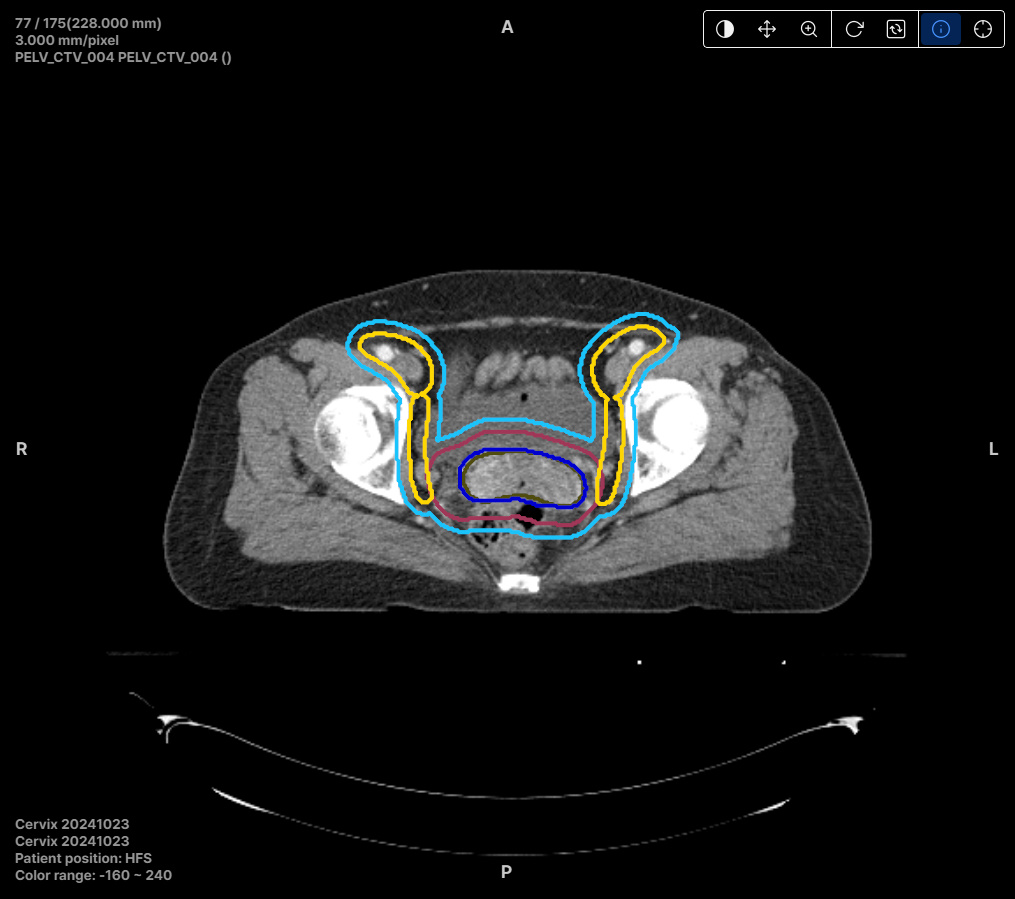 77 / 175(228.000 mm)
3.000 mm/pixel
PELV_CTV_004 PELV_CTV_004 ()
A
R
L
Cervix 20241023
Cervix 20241023
Patient position: HFS
Color range: -160 ~ 240
P